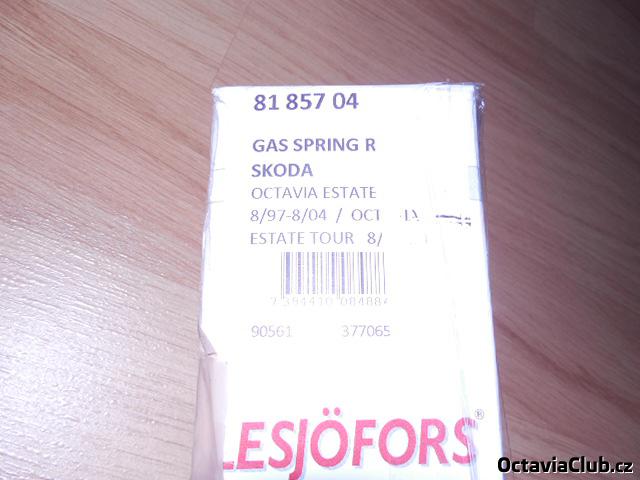 81 857 04
GAS SPRING R
SKODA
OCTAVIA ESTATE
8/97-8/04 / OCT
ESTATE TOUR 8/
90561 377065
LESJÖFORS®
OctaviaClub.cz